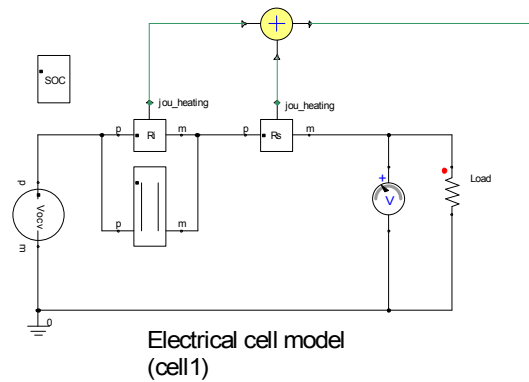 SOC
jou_heating
jou_heating
p
Ri
m
p
Rs
m
p
m
p
Vocv
m
+
V
Load
0
Electrical cell model
(cell1)